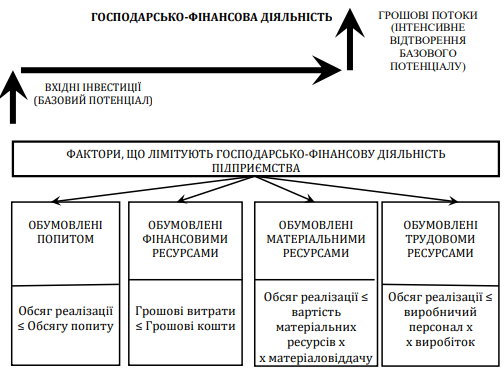 ГОСПОДАРСЬКО-ФІНАНСОВА ДІЯЛЬНІСТЬ
ГРОШОВІ ПОТОКИ
(ІНТЕНСИВНЕ
ВІДТВОРЕННЯ
БАЗОВОГО
ПОТЕНЦІАЛУ)
ВХІДНІ ІНВЕСТИЦІЇ
(БАЗОВИЙ ПОТЕНЦІАЛ)
ФАКТОРИ, ЩО ЛІМІТУЮТЬ ГОСПОДАРСЬКО-ФІНАНСОВУ ДІЯЛЬНІСТЬ
ПІДПРИЄМСТВА
ОБУМОВЛЕНІ
ПОПИТОМ
Обсяг реалізації
≤ Обсягу попиту
ОБУМОВЛЕНІ
ФІНАНСОВИМИ
РЕСУРСАМИ
Грошові витрати
≤ Грошові кошти
ОБУМОВЛЕНІ
МАТЕРІАЛЬНИМИ
РЕСУРСАМИ
Обсяг реалізації ≤
вартість
матеріальних
ресурсів х
х матеріаловіддачу
ОБУМОВЛЕНІ
ТРУДОВОМИ
РЕСУРСАМИ
Обсяг реалізації ≤
виробничий
персонал х
х виробіток